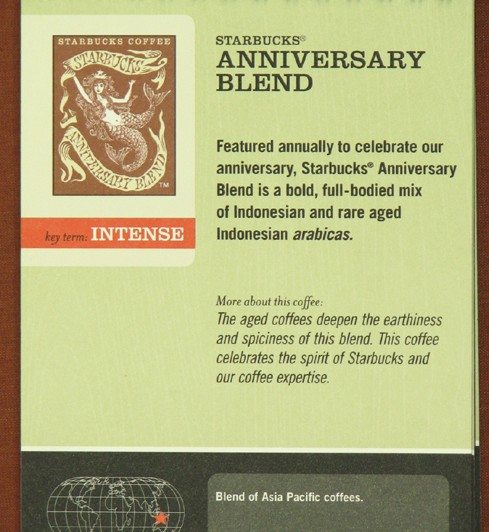 STARBUCKS COFFEE
STARBUCKS
ANNIVERSARY BLEND
TM
key term: INTENSE
STARBUCKS®
ANNIVERSARY
BLEND
Featured annually to celebrate our
anniversary, Starbucks® Anniversary
Blend is a bold, full-bodied mix
of Indonesian and rare aged
Indonesian arabicas.
More about this coffee:
The aged coffees deepen the earthiness
and spiciness of this blend. This coffee
celebrates the spirit of Starbucks and
our coffee expertise.
Blend of Asia Pacific coffees.